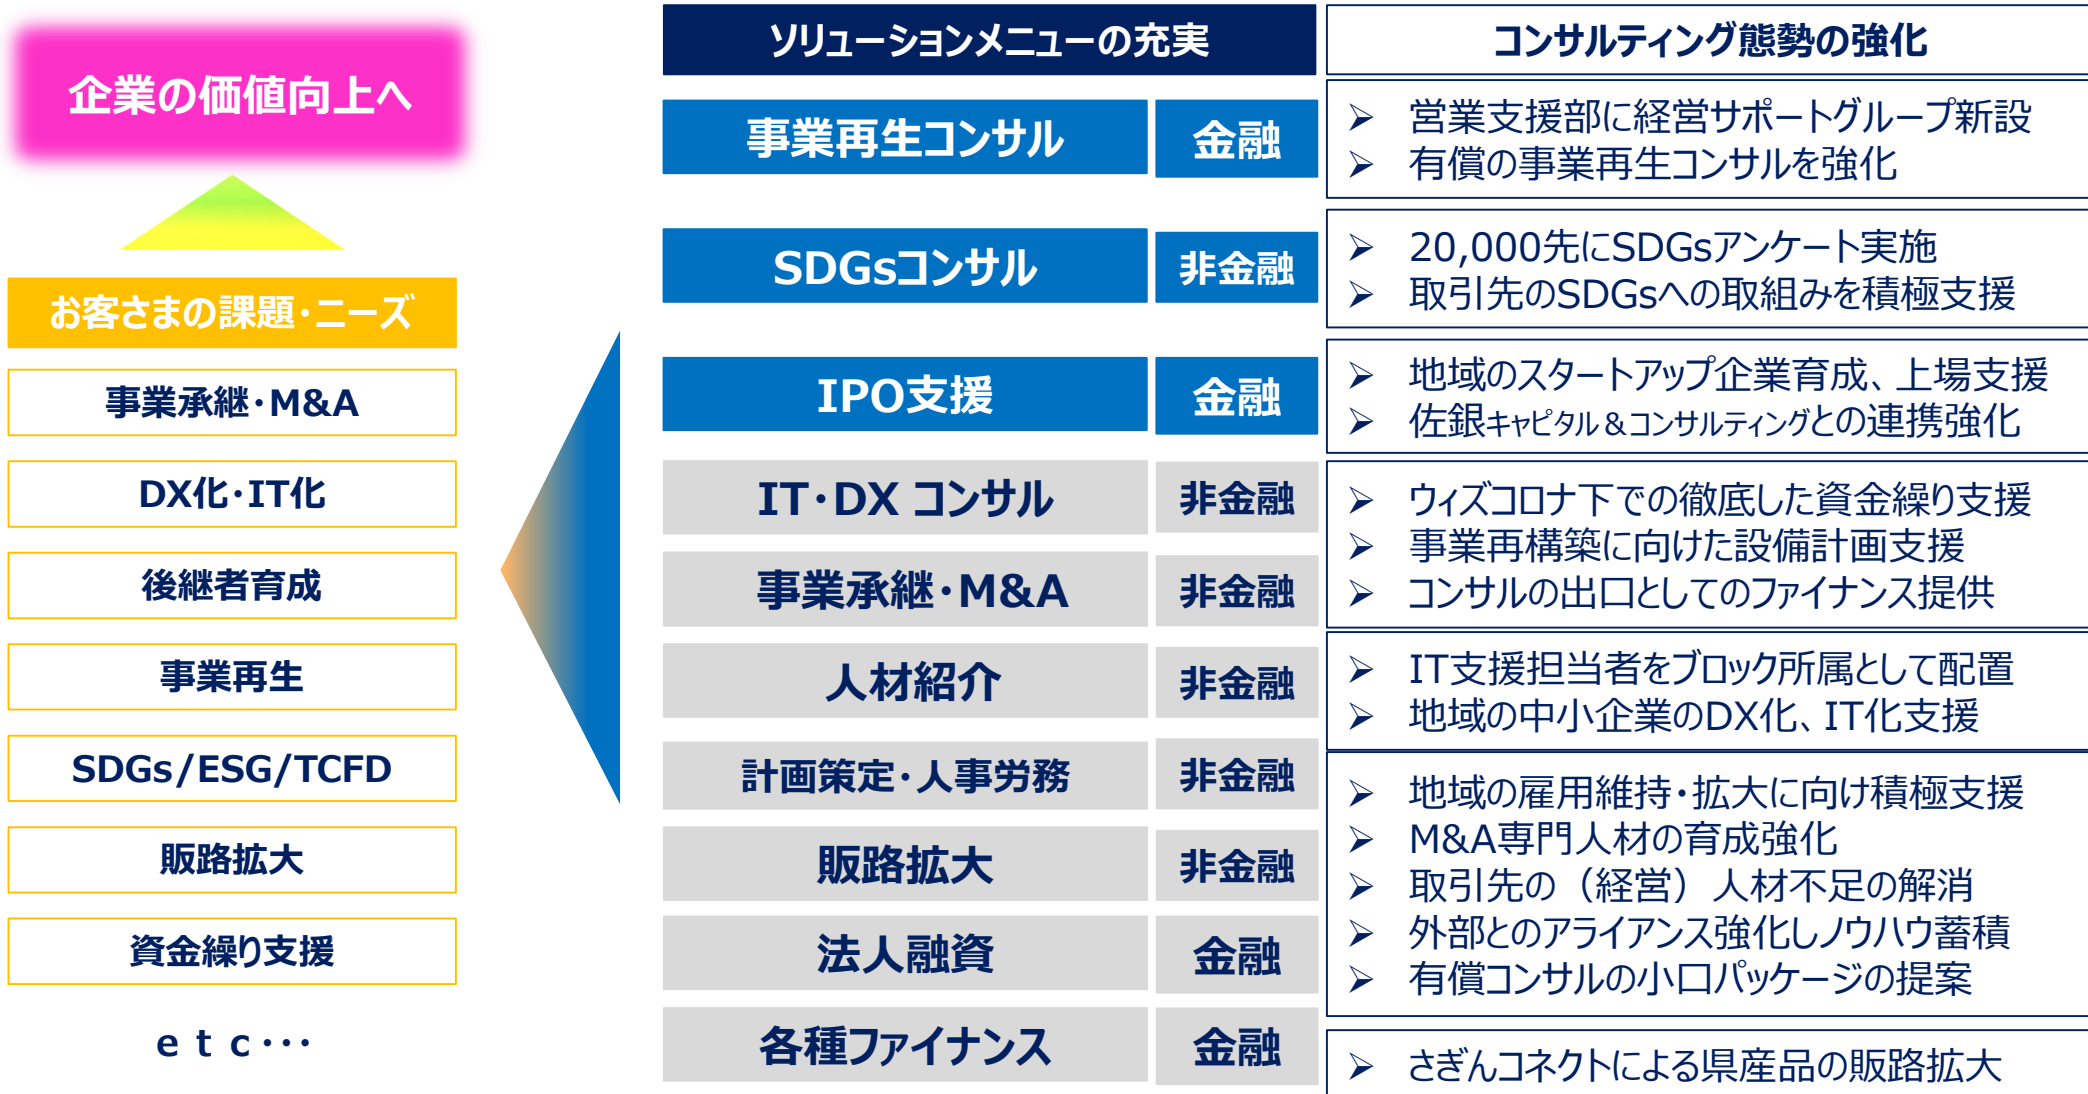 企業の価値向上へ
お客さまの課題・ニーズ
事業承継・M&A
DX化・IT化
後継者育成
事業再生
SDGs/ESG/TCFD
販路拡大
資金繰り支援
ｅｔｃ・・・
ソリューションメニューの充実
事業再生コンサル 金融
SDGsコンサル 非金融
IPO支援 金融
IT・DX コンサル 非金融
事業承継・M&A 非金融
人材紹介 非金融
計画策定・人事労務 非金融
販路拡大 非金融
法人融資 金融
各種ファイナンス 金融
コンサルティング態勢の強化
➢ 営業支援部に経営サポートグループ新設
➢ 有償の事業再生コンサルを強化
➢ 20,000先にSDGsアンケート実施
➢ 取引先のSDGsへの取組みを積極支援
➢ 地域のスタートアップ企業育成、上場支援
➢ 佐銀キャピタル＆コンサルティングとの連携強化
➢ ウィズコロナ下での徹底した資金繰り支援
➢ 事業再構築に向けた設備計画支援
➢ コンサルの出口としてのファイナンス提供
➢ IT支援担当者をブロック所属として配置
➢ 地域の中小企業のDX化、IT化支援
➢ 地域の雇用維持・拡大に向け積極支援
➢ M&A専門人材の育成強化
➢ 取引先の（経営）人材不足の解消
➢ 外部とのアライアンス強化しノウハウ蓄積
➢ 有償コンサルの小口パッケージの提案
➢ さぎんコネクトによる県産品の販路拡大